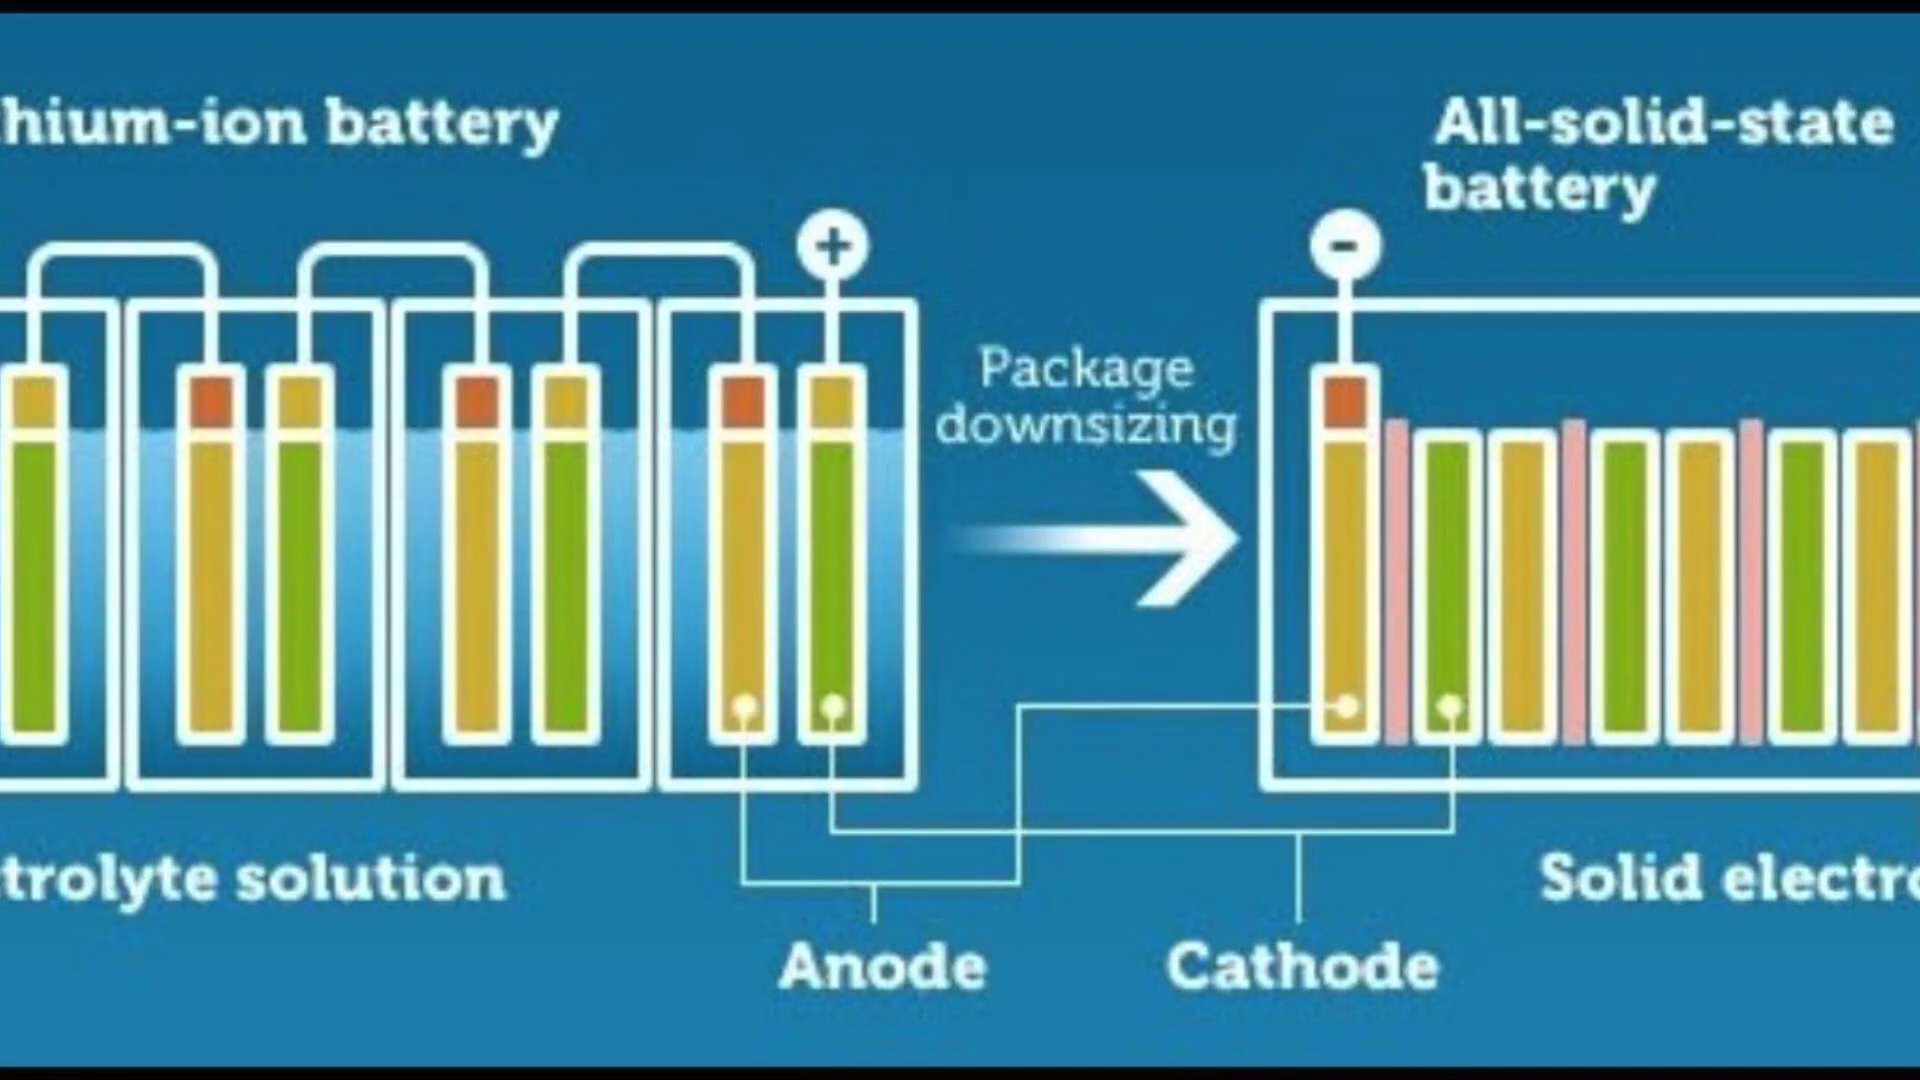 hium-ion battery
All-solid-state
battery
+
-
Package
downsizing
trolyte solution
Solid electro
Anode
Cathode